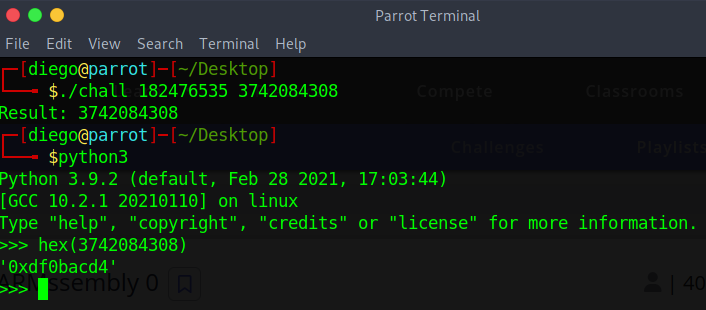 Parrot Terminal
File Edit View Search Terminal Help
┌─[diego@parrot]─[~/Desktop]
└──╼ $./chall 182476535 3742084308
Compete
Classrooms
Result: 3742084308
┌─[diego@parrot]─[~/Desktop]
└──╼ $python3
Challenges
Playlists
Python 3.9.2 (default, Feb 28 2021, 17:03:44)
[GCC 10.2.1 20210110] on linux
Type "help", "copyright", "credits" or "license" for more information.
>>> hex(3742084308)
'0xdf0bacd4'
ssembly 0
| 40
>>>